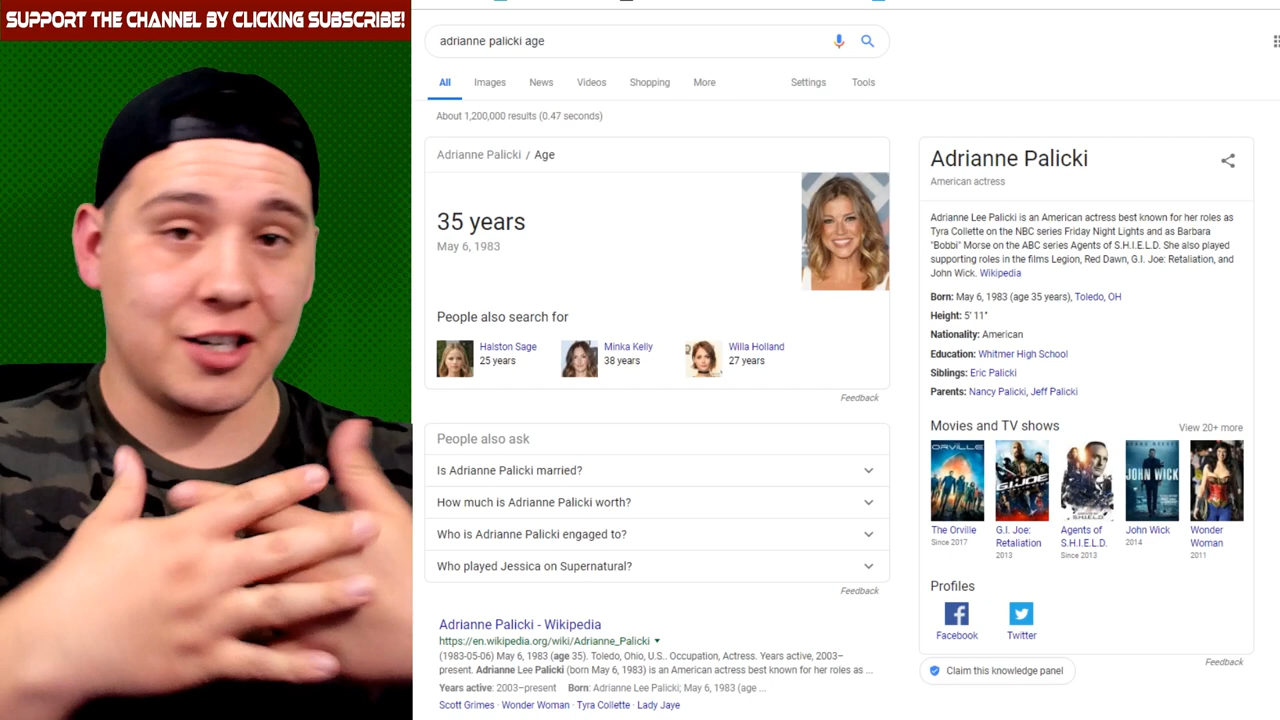 SUPPORT THE CHANNEL BY CLICKING SUBSCRIBE!
adrianne palicki age
All Images News Videos Shopping More Settings Tools
About 1,200,000 results (0.47 seconds)
Adrianne Palicki / Age
35 years
May 6, 1983
People also search for
Halston Sage
25 years
Minka Kelly
38 years
Willa Holland
27 years
Feedback
People also ask
Is Adrianne Palicki married?
How much is Adrianne Palicki worth?
Who is Adrianne Palicki engaged to?
Who played Jessica on Supernatural?
Feedback
Adrianne Palicki - Wikipedia
https://en.wikipedia.org/wiki/Adrianne_Palicki
(1983-05-06) May 6, 1983 (age 35). Toledo, Ohio, U.S.. Occupation, Actress. Years active, 2003–
present. Adrianne Lee Palicki (born May 6, 1983) is an American actress best known for her roles as ...
Years active: 2003–present Born: Adrianne Lee Palicki; May 6, 1983 (age ...
Scott Grimes · Wonder Woman · Tyra Collette · Lady Jaye
Adrianne Palicki
American actress
Adrianne Lee Palicki is an American actress best known for her roles as
Tyra Collette on the NBC series Friday Night Lights and as Barbara
"Bobbi" Morse on the ABC series Agents of S.H.I.E.L.D. She also played
supporting roles in the films Legion, Red Dawn, G.I. Joe: Retaliation, and
John Wick. Wikipedia
Born: May 6, 1983 (age 35 years), Toledo, OH
Height: 5' 11"
Nationality: American
Education: Whitmer High School
Siblings: Eric Palicki
Parents: Nancy Palicki, Jeff Palicki
Movies and TV shows View 20+ more
ORVILLE
G.I.JOE
JOHN WICK
The Orville
Since 2017
G.I. Joe:
Retaliation
2013
Agents of
S.H.I.E.L.D.
Since 2013
John Wick
2014
Wonder
Woman
2011
Profiles
Facebook
Twitter
Feedback
Claim this knowledge panel